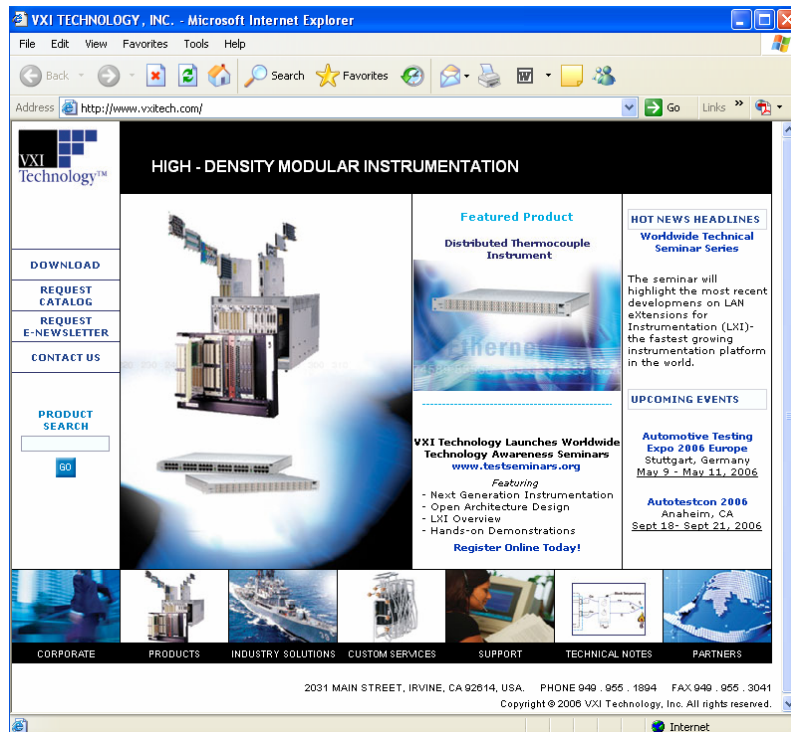 VXI TECHNOLOGY, INC. - Microsoft Internet Explorer
File Edit View Favorites Tools Help
Back Search Favorites
Address http://www.vxitech.com/ Go Links »
VXI
Technology™
HIGH - DENSITY MODULAR INSTRUMENTATION
DOWNLOAD
REQUEST
CATALOG
REQUEST
E-NEWSLETTER
CONTACT US
PRODUCT
SEARCH
GO
Featured Product
Distributed Thermocouple
Instrument
Ethernet
VXI Technology Launches Worldwide
Technology Awareness Seminars
www.testseminars.org
Featuring
- Next Generation Instrumentation
- Open Architecture Design
- LXI Overview
- Hands-on Demonstrations
Register Online Today!
HOT NEWS HEADLINES
Worldwide Technical
Seminar Series
The seminar will
highlight the most recent
developmens on LAN
eXtensions for
Instrumentation (LXI)-
the fastest growing
instrumentation platform
in the world.
UPCOMING EVENTS
Automotive Testing
Expo 2006 Europe
Stuttgart, Germany
May 9 - May 11, 2006
Autotestcon 2006
Anaheim, CA
Sept 18- Sept 21, 2006
CORPORATE PRODUCTS INDUSTRY SOLUTIONS CUSTOM SERVICES SUPPORT TECHNICAL NOTES PARTNERS
2031 MAIN STREET, IRVINE, CA 92614, USA. PHONE 949 . 955 . 1894 FAX 949 . 955 . 3041
Copyright © 2006 VXI Technology, Inc. All rights reserved.
Internet